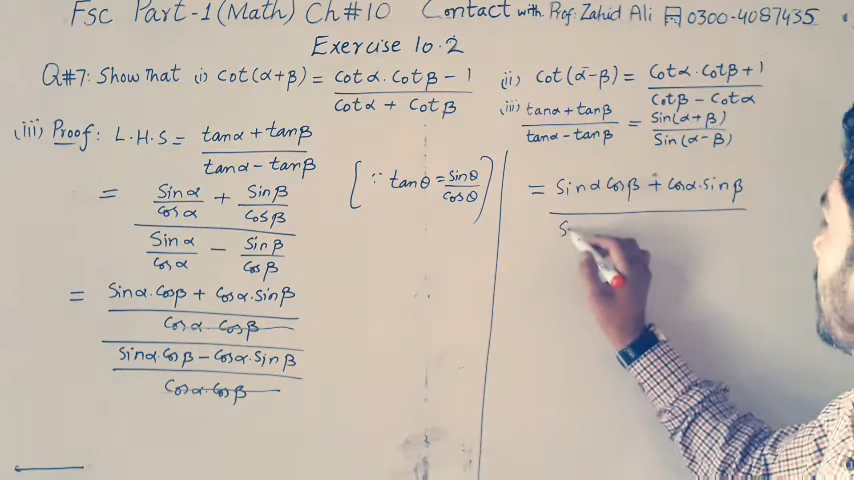 Fsc Part-1 (Math) Ch#10 Contact with. Prof: Zahid Ali 0300-4087435
Exercise 10.2
Q#7: Show that (i) Cot(α+β) = Cotα.Cotβ - 1 / Cotα + Cotβ
(ii) Cot(α-β) = Cotα.Cotβ+1 / Cotβ - Cotα
(iii) tanα+tanβ / tanα-tanβ = Sin(α+β) / Sin(α-β)
(iii) Proof: L.H.S = tanα+tanβ / tanα-tanβ
= Sinα/Cosα + Sinβ/Cosβ / Sinα/Cosα - Sinβ/Cosβ
[∵ tanθ = Sinθ/Cosθ]
= Sinα.Cosβ + Cosα.Sinβ / Cosα.Cosβ / Sinα.Cosβ - Cosα.Sinβ / Cosα.Cosβ
= Sinα Cosβ + Cosα.Sinβ / S